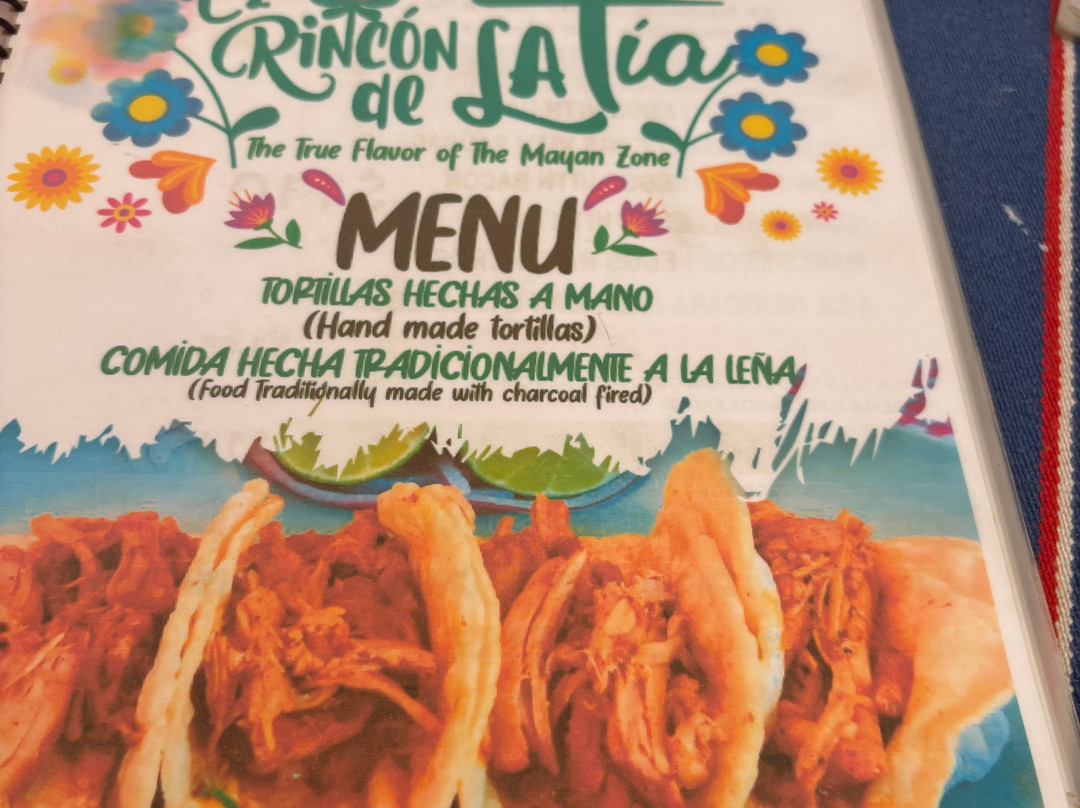 El
Rincón
de La Tía
The True Flavor of The Mayan Zone
MENU
TORTILLAS HECHAS A MANO
(Hand made tortillas)
COMiDA HECHA TRADiCiONALMENTE A LA LEÑA
(Food Traditionally made with charcoal fired)